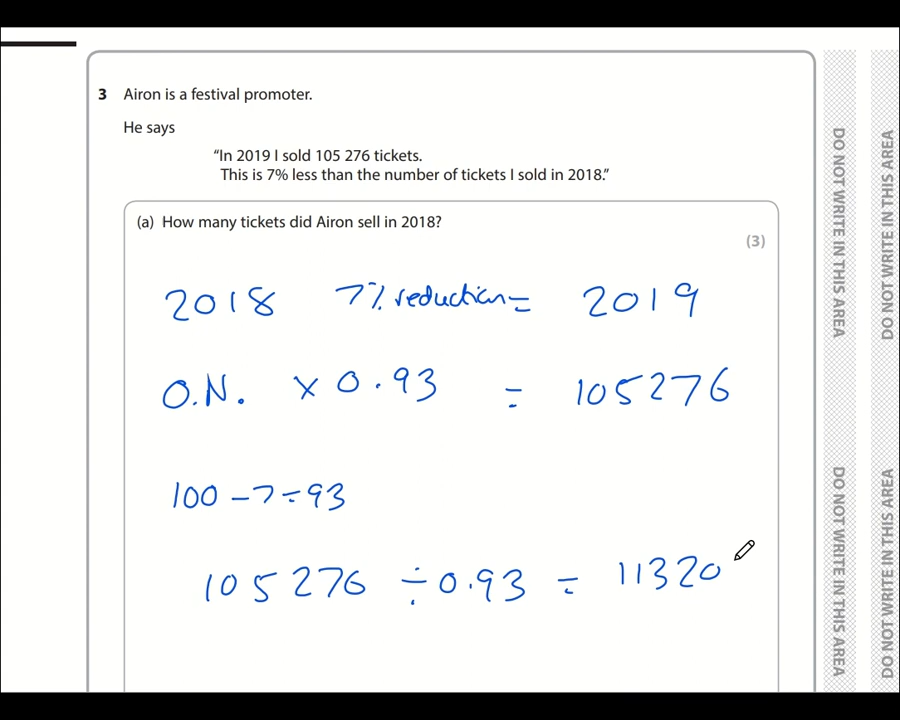 3 Airon is a festival promoter.
He says
“In 2019 I sold 105 276 tickets.
This is 7% less than the number of tickets I sold in 2018.”
(a) How many tickets did Airon sell in 2018?
(3)
2018 7% reduction = 2019
O.N. × 0.93 = 105276
100 - 7 = 93
105276 ÷ 0.93 = 11320
DO NOT WRITE IN THIS AREA
DO NOT WRITE IN THIS AREA
DO NOT WRITE IN THIS AREA
DO NOT WRITE IN THIS AREA